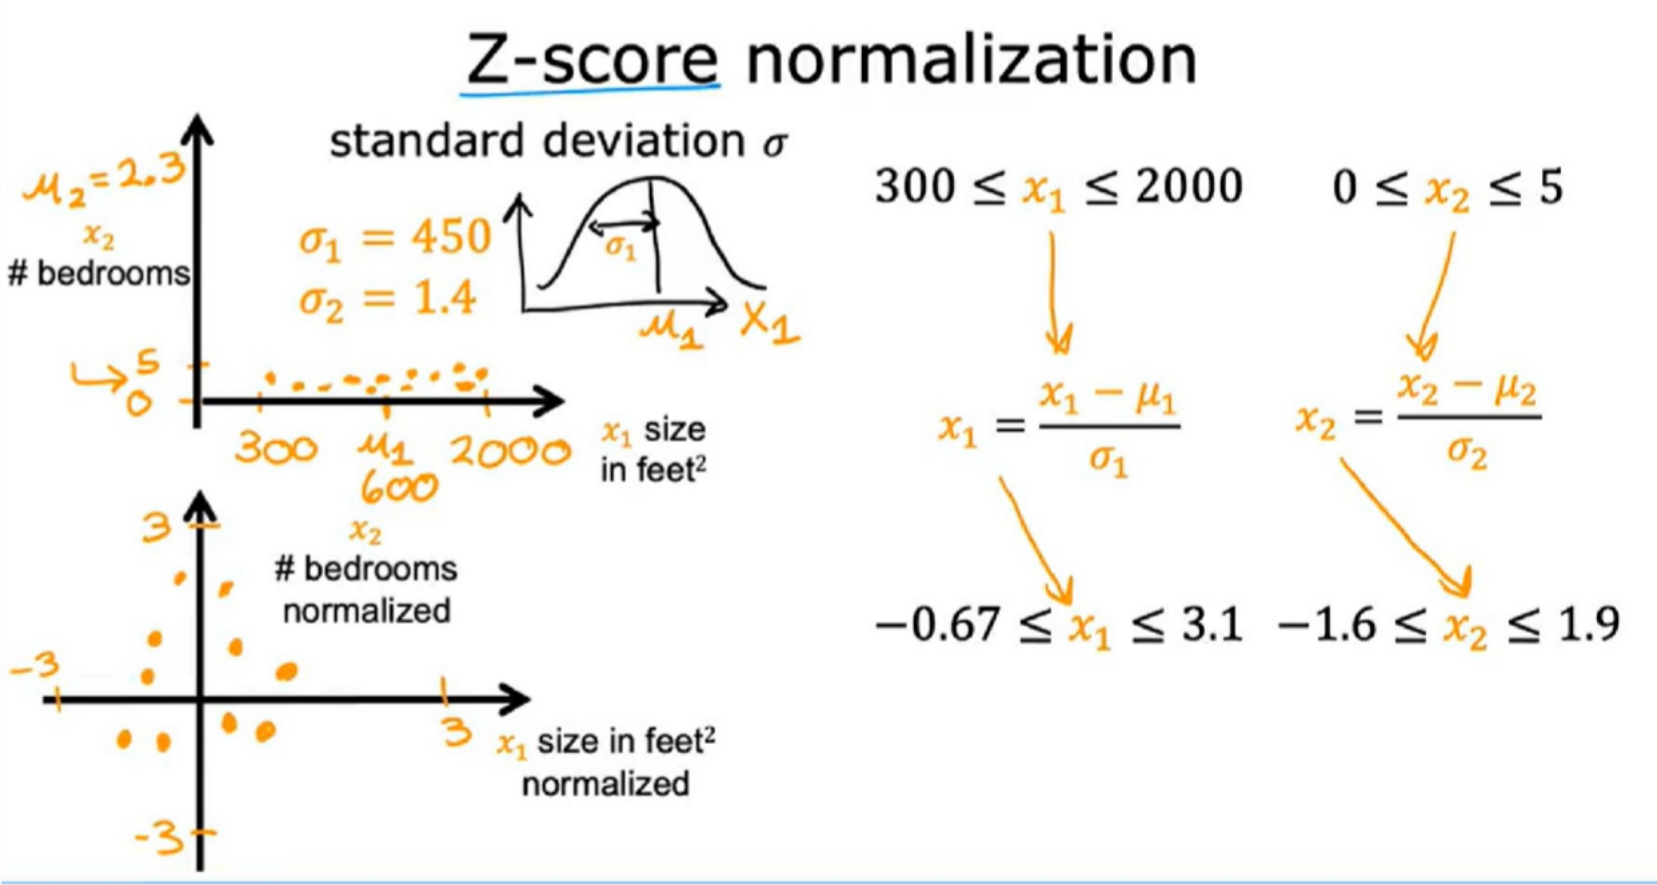 Z-score normalization
standard deviation σ
μ₂=2.3
x₂
# bedrooms
σ₁ = 450
σ₂ = 1.4
σ₁
μ₁
x₁
5
0
300
μ₁
600
2000
x₁ size
in feet²
300 ≤ x₁ ≤ 2000
0 ≤ x₂ ≤ 5
x₁ = (x₁ − μ₁)/σ₁
x₂ = (x₂ − μ₂)/σ₂
−0.67 ≤ x₁ ≤ 3.1
−1.6 ≤ x₂ ≤ 1.9
3
x₂
# bedrooms
normalized
-3
3
x₁ size in feet²
normalized
-3